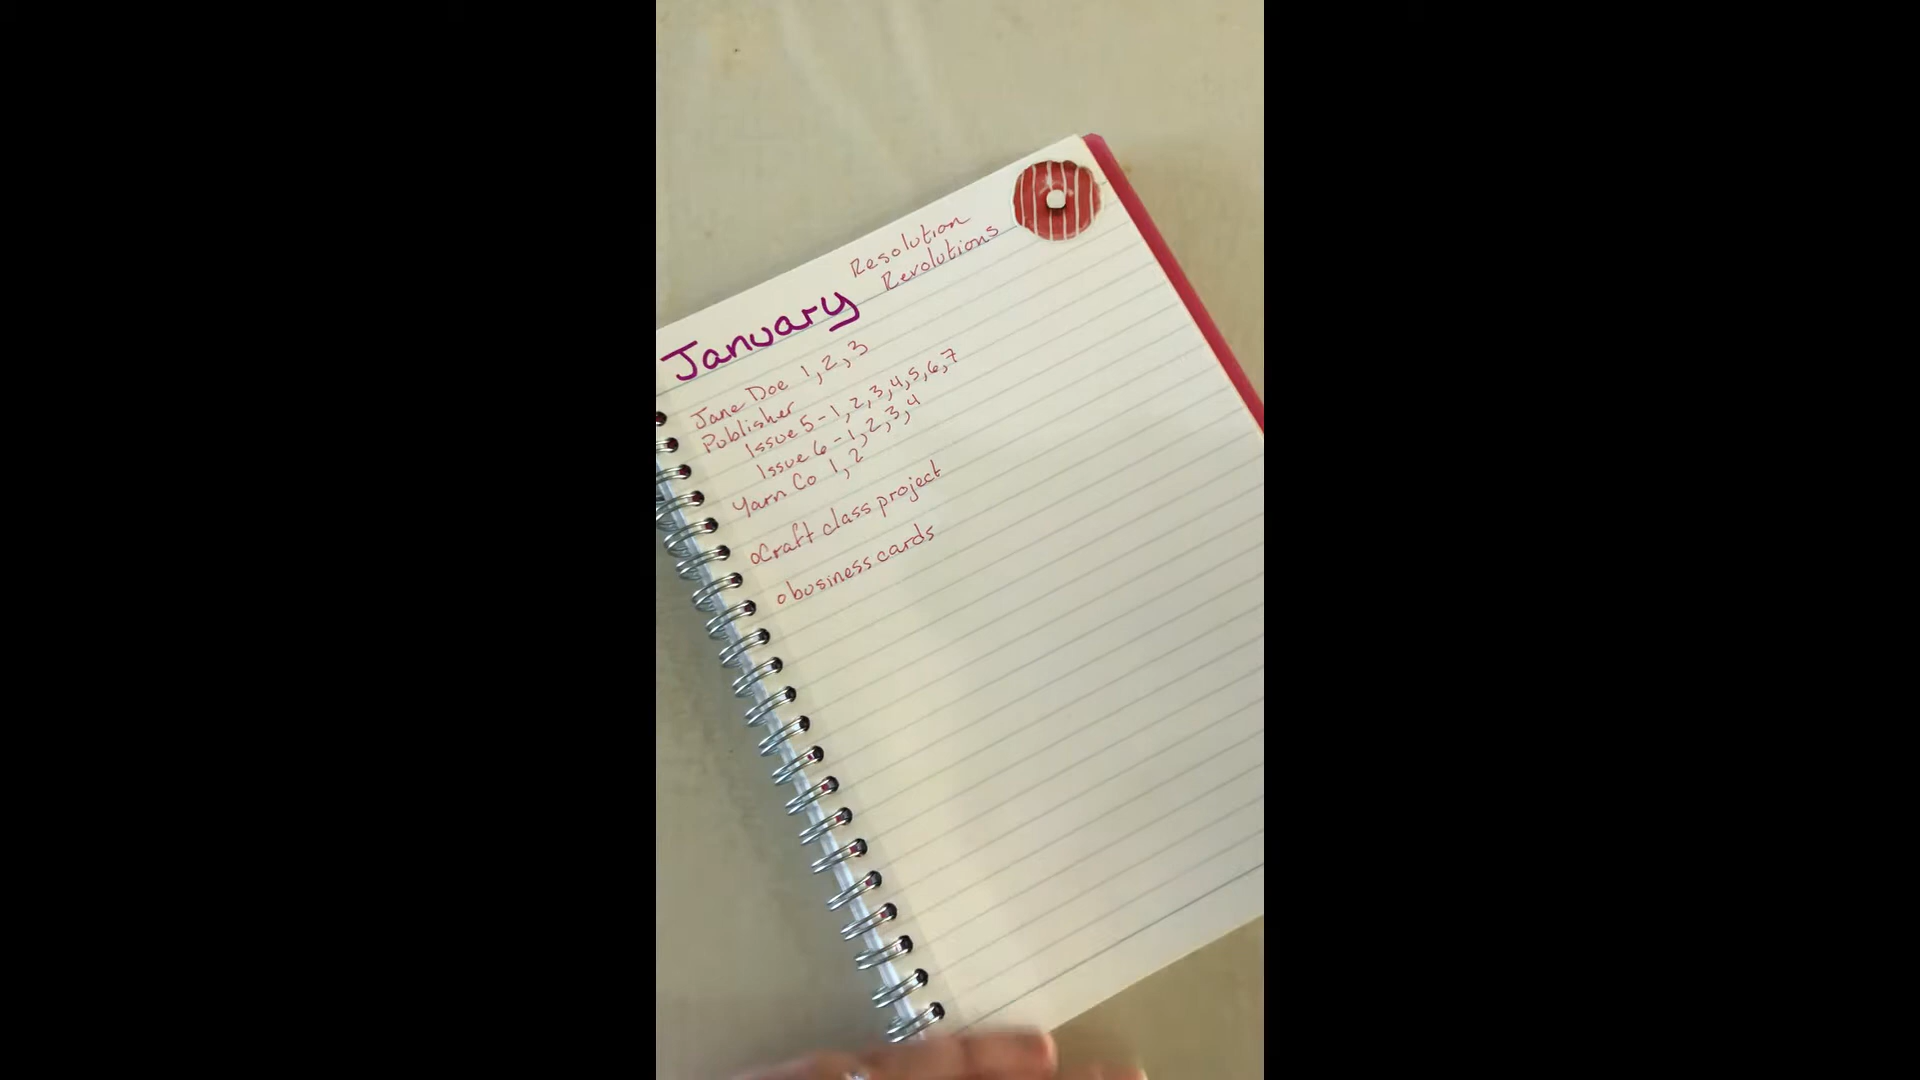 Resolution
Revolutions
January
Jane Doe 1, 2, 3
Publisher
Issue 5 - 1, 2, 3, 4, 5, 6, 7
Issue 6 - 1, 2, 3, 4
Yarn Co 1, 2
o Craft class project
o business cards